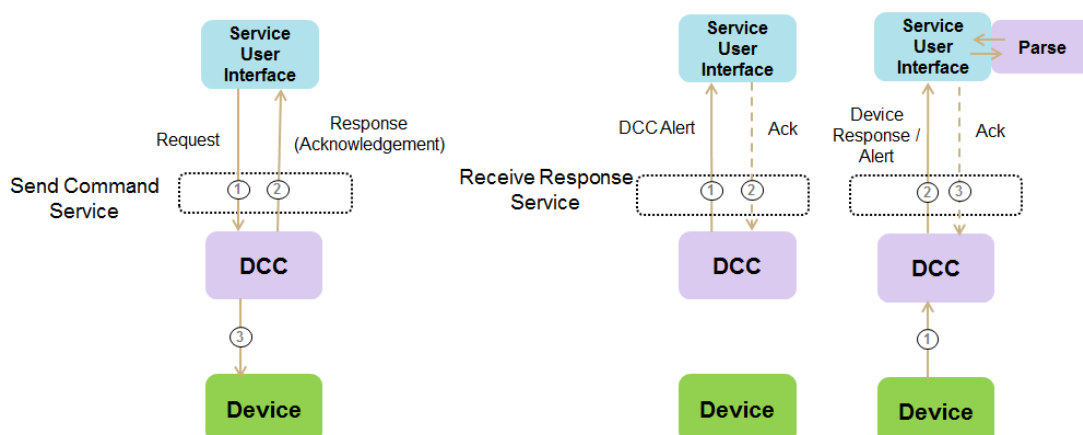 Service
User
Interface
Request
Response
(Acknowledgement)
Send Command
Service
1
2
DCC
3
Device
Service
User
Interface
DCC Alert
Ack
Receive Response
Service
1
2
DCC
Device
Service
User
Interface
Parse
Device
Response /
Alert
Ack
2
3
DCC
1
Device